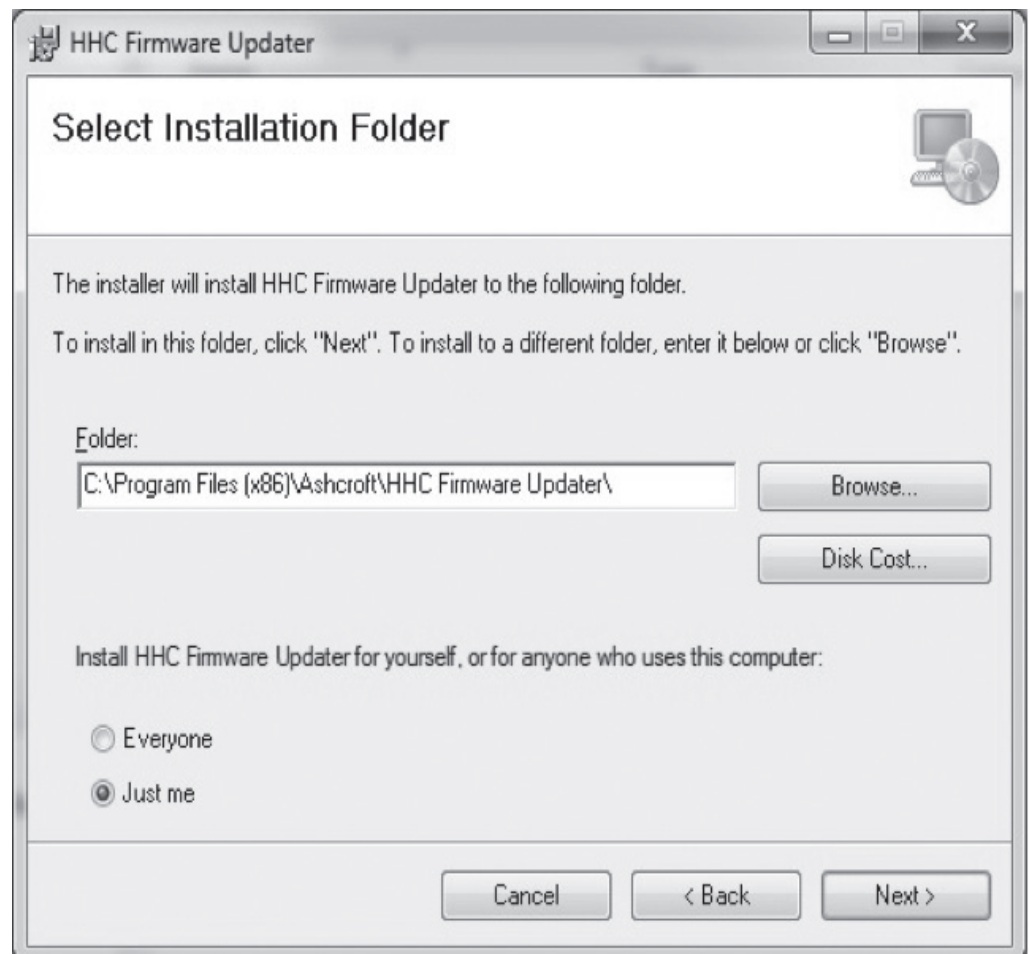 HHC Firmware Updater
Select Installation Folder
The installer will install HHC Firmware Updater to the following folder.
To install in this folder, click "Next". To install to a different folder, enter it below or click "Browse".
Folder:
C:\Program Files (x86)\Ashcroft\HHC Firmware Updater\
Browse...
Disk Cost...
Install HHC Firmware Updater for yourself, or for anyone who uses this computer:
Everyone
Just me
Cancel
< Back
Next >